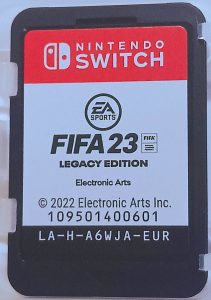 NINTENDO
SWITCH
EA
SPORTS
FIFA 23
FIFA
LEGACY EDITION
Electronic Arts
© 2022 Electronic Arts Inc.
109501400601
LA-H-A6WJA-EUR